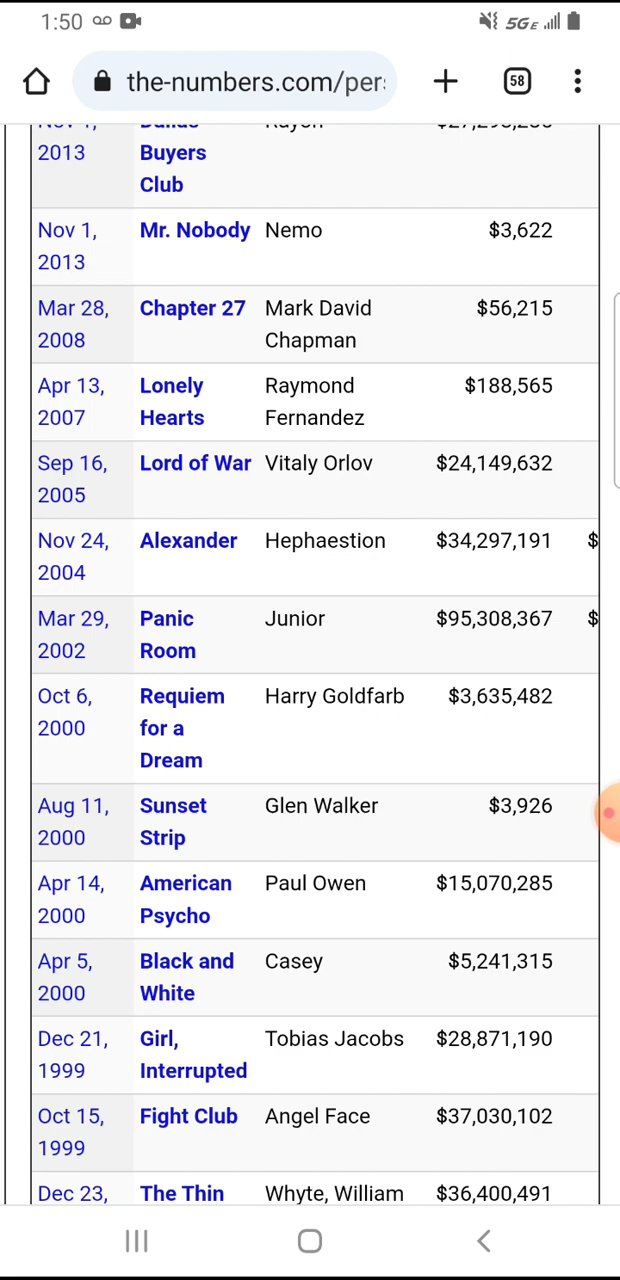 1:50
5GE
the-numbers.com/per
58
2013 Buyers
Club
Nov 1, Mr. Nobody Nemo $3,622
2013
Mar 28, Chapter 27 Mark David $56,215
2008 Chapman
Apr 13, Lonely Raymond $188,565
2007 Hearts Fernandez
Sep 16, Lord of War Vitaly Orlov $24,149,632
2005
Nov 24, Alexander Hephaestion $34,297,191 $
2004
Mar 29, Panic Junior $95,308,367 $
2002 Room
Oct 6, Requiem Harry Goldfarb $3,635,482
2000 for a
Dream
Aug 11, Sunset Glen Walker $3,926
2000 Strip
Apr 14, American Paul Owen $15,070,285
2000 Psycho
Apr 5, Black and Casey $5,241,315
2000 White
Dec 21, Girl, Tobias Jacobs $28,871,190
1999 Interrupted
Oct 15, Fight Club Angel Face $37,030,102
1999
Dec 23, The Thin Whyte, William $36,400,491